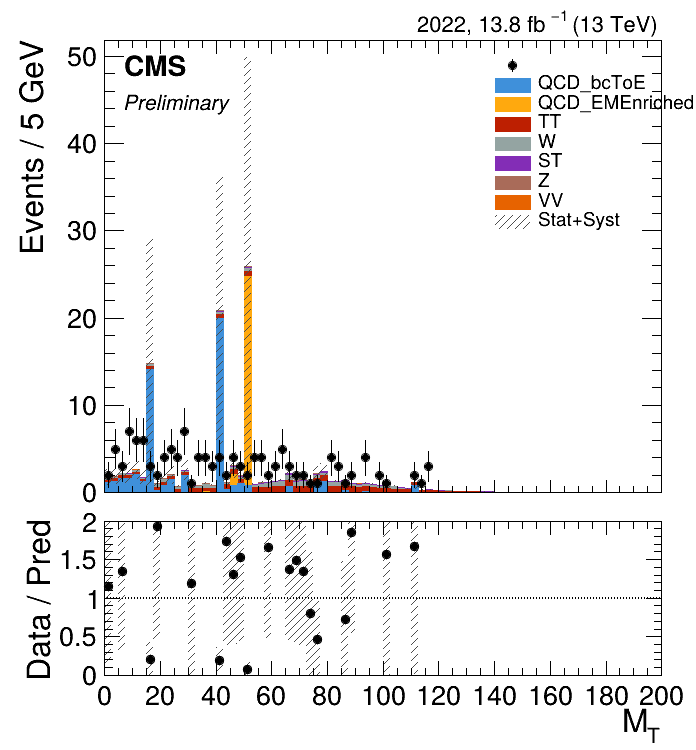 2022, 13.8 fb⁻¹ (13 TeV)
CMS
Preliminary
QCD_bcToE
QCD_EMEnriched
TT
W
ST
Z
VV
Stat+Syst
Events / 5 GeV
50
40
30
20
10
0
Data / Pred
2
1.5
1
0.5
0
0 20 40 60 80 100 120 140 160 180 200
M_T